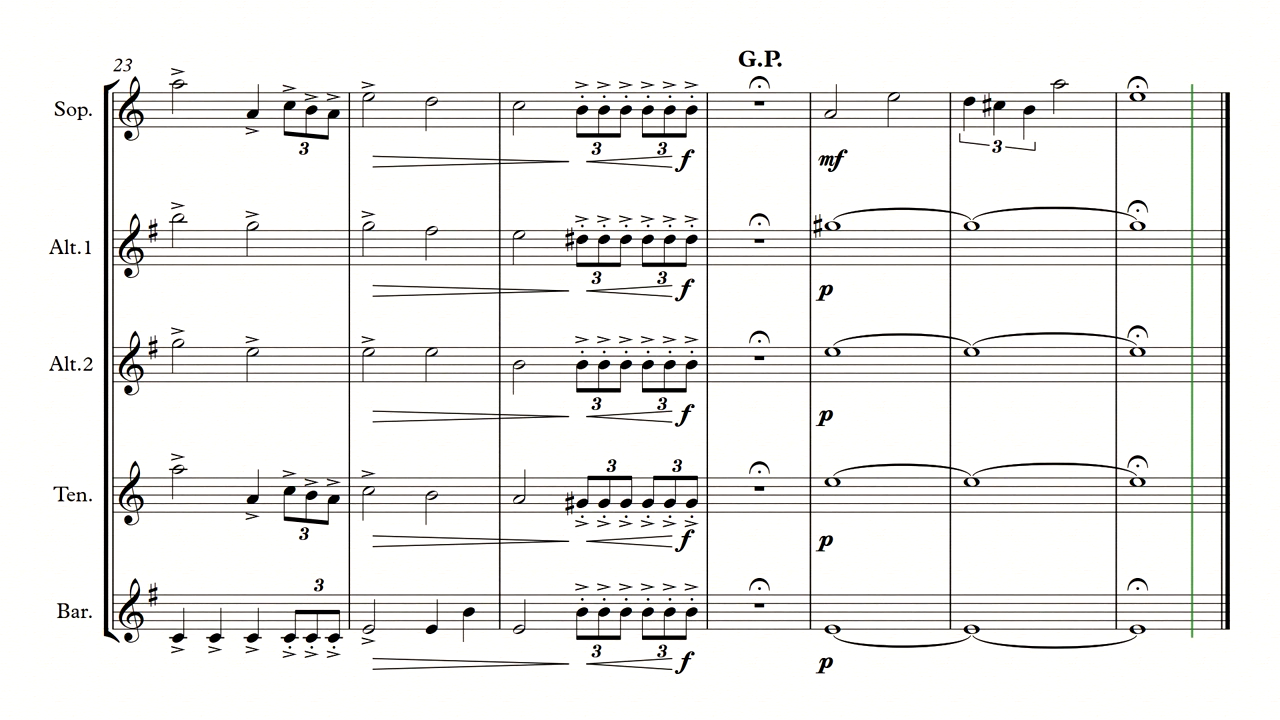 G.P.
23
Sop.
3 3 3
mf 3
f
Alt.1
3 3
f p
Alt.2
3 3
f p
3 3
Ten.
3
f p
3
Bar.
3 3
f p